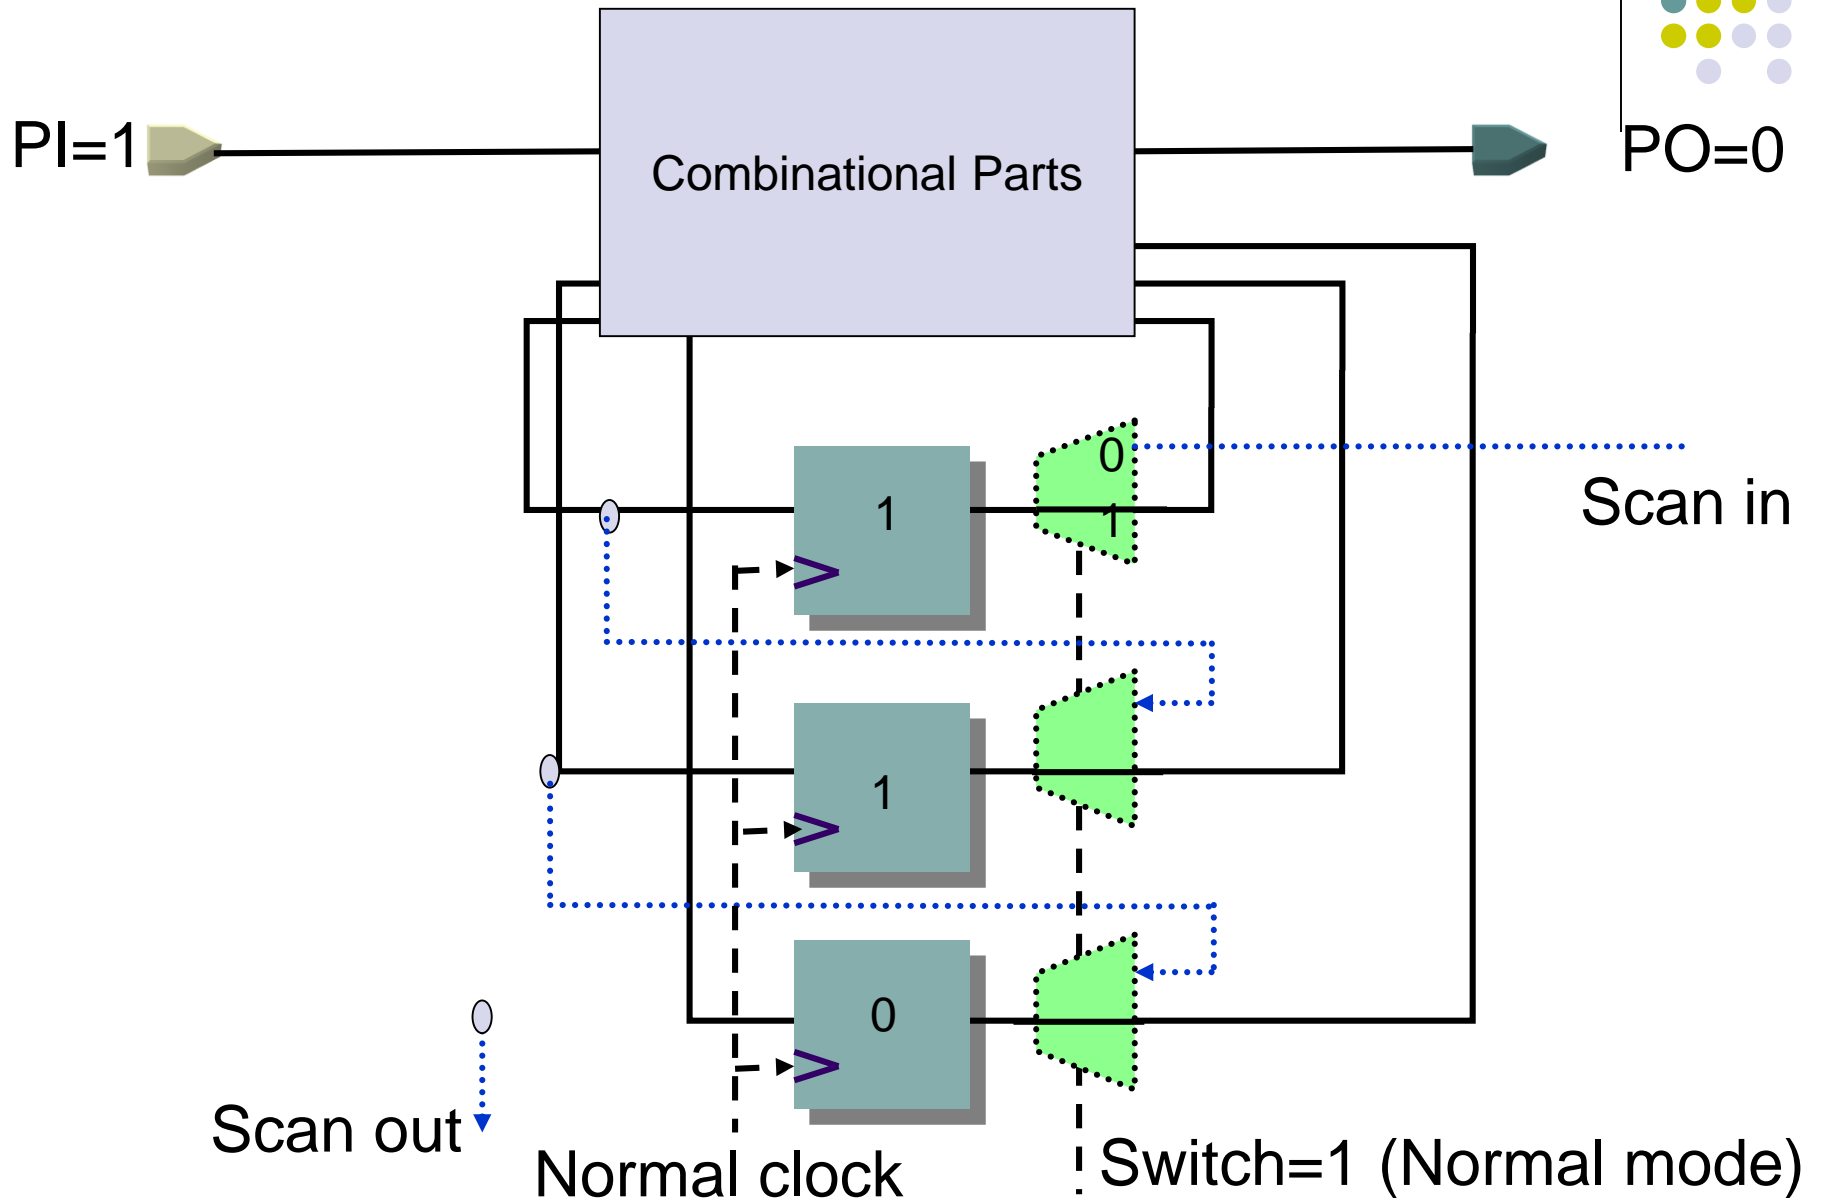 PI=1
Combinational Parts
PO=0
0
1
1
Scan in
1
0
Scan out
Normal clock
Switch=1 (Normal mode)